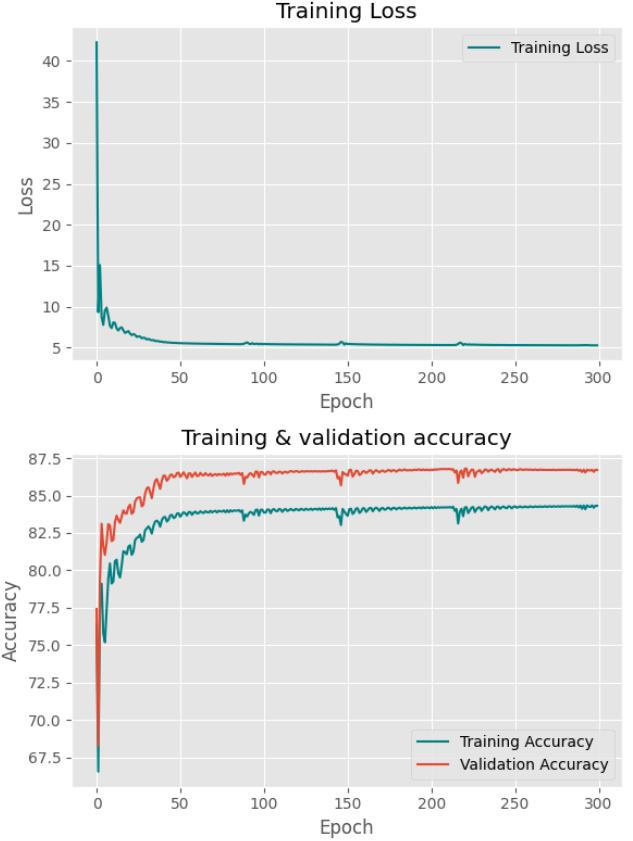 Training Loss
Training Loss
40
35
30
25
20
15
10
5
Loss
0 50 100 150 200 250 300
Epoch
Training & validation accuracy
87.5
85.0
82.5
80.0
77.5
75.0
72.5
70.0
67.5
Accuracy
Training Accuracy
Validation Accuracy
0 50 100 150 200 250 300
Epoch